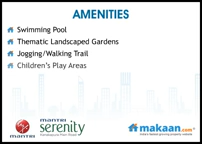 AMENITIES
Swimming Pool
Thematic Landscaped Gardens
Jogging/Walking Trail
Children's Play Areas
mantri
mantri
serenity
makaan.com